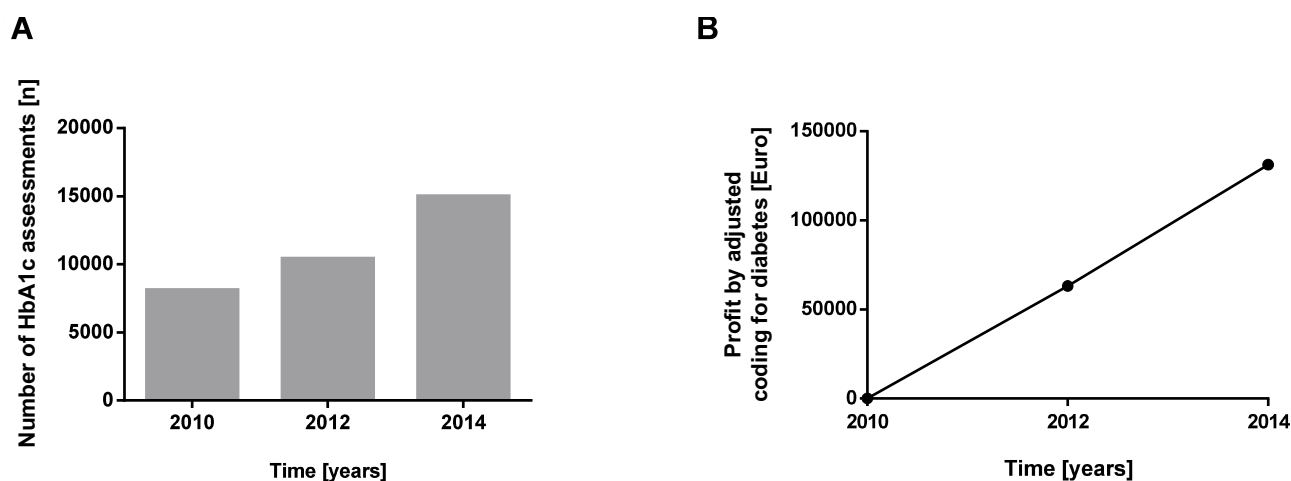 A
Number of HbA1c assessments [n]
20000
15000
10000
5000
0
2010
2012
2014
Time [years]
B
Profit by adjusted
coding for diabetes [Euro]
150000
100000
50000
0
2010
2012
2014
Time [years]